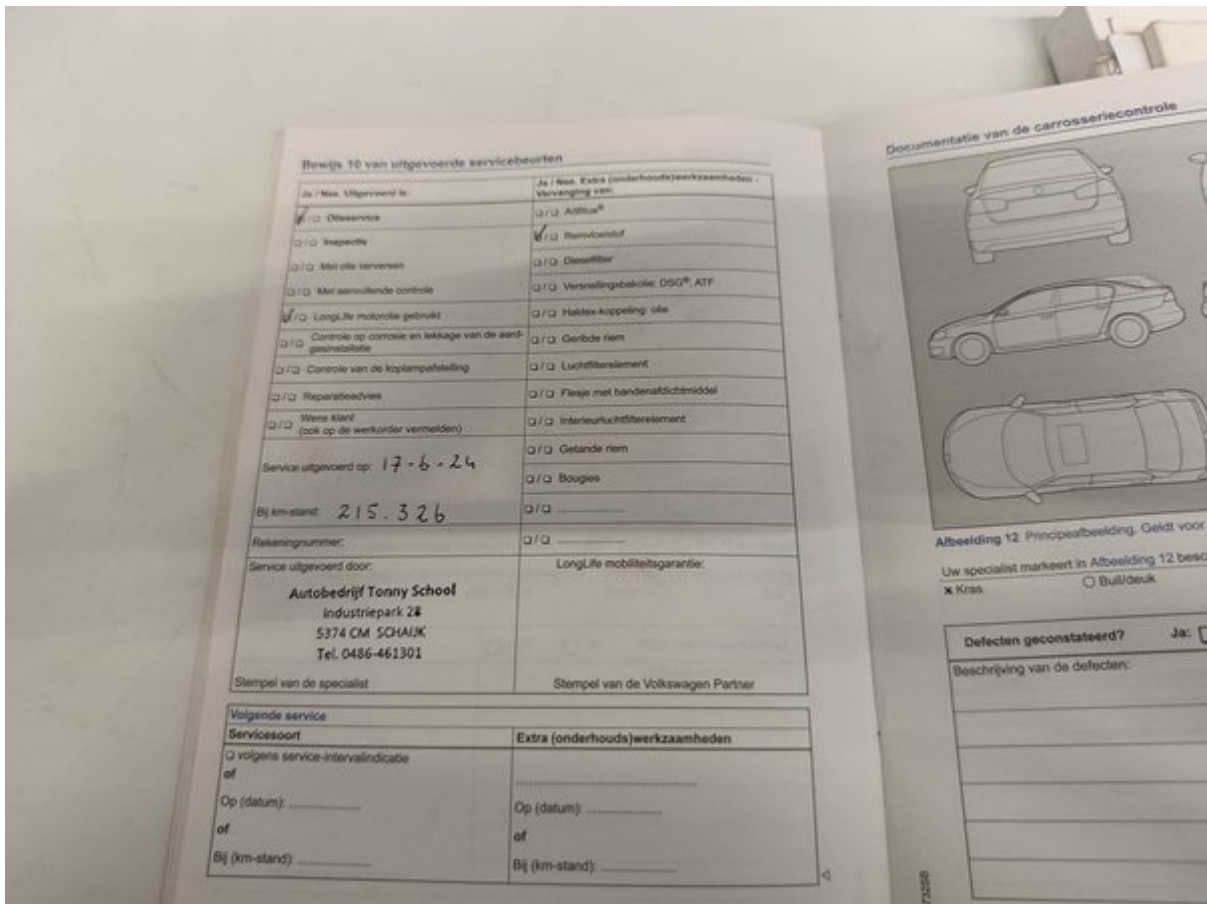 Bewijs 10 van uitgevoerde servicebeurten
Ja / Nee. Uitgevoerd is:
Ja / Nee. Extra (onderhouds)werkzaamheden - Vervanging van:
Olieservice
Inspectie
Met olie verversen
Met aanvullende controle
LongLife motorolie gebruikt
Controle op corrosie en lekkage van de aard-
gasinstallatie
Controle van de koplampafstelling
Reparatieadvies
Wens klant
(ook op de werkorder vermelden)
Service uitgevoerd op: 17-6-24
Bij km-stand: 215.326
Rekeningnummer:
AdBlue®
Remvloeistof
Dieselfilter
Versnellingsbakolie: DSG®, ATF
Haldex-koppeling: olie
Geribde riem
Luchtfilterelement
Flesje met bandenafdichtmiddel
Interieurluchtfilterelement
Getande riem
Bougies
Service uitgevoerd door:
Autobedrijf Tonny School
Industriepark 28
5374 CM SCHAIJK
Tel. 0486-461301
Stempel van de specialist
LongLife mobiliteitsgarantie:
Stempel van de Volkswagen Partner
Volgende service
Servicesoort
volgens service-intervalindicatie
of
Op (datum):
of
Bij (km-stand):
Extra (onderhouds)werkzaamheden
Op (datum):
of
Bij (km-stand):
Documentatie van de carrosseriecontrole
Afbeelding 12 Principeafbeelding. Geldt voor
Uw specialist markeert in Afbeelding 12 besc
Kras
Buil/deuk
Defecten geconstateerd? Ja:
Beschrijving van de defecten: